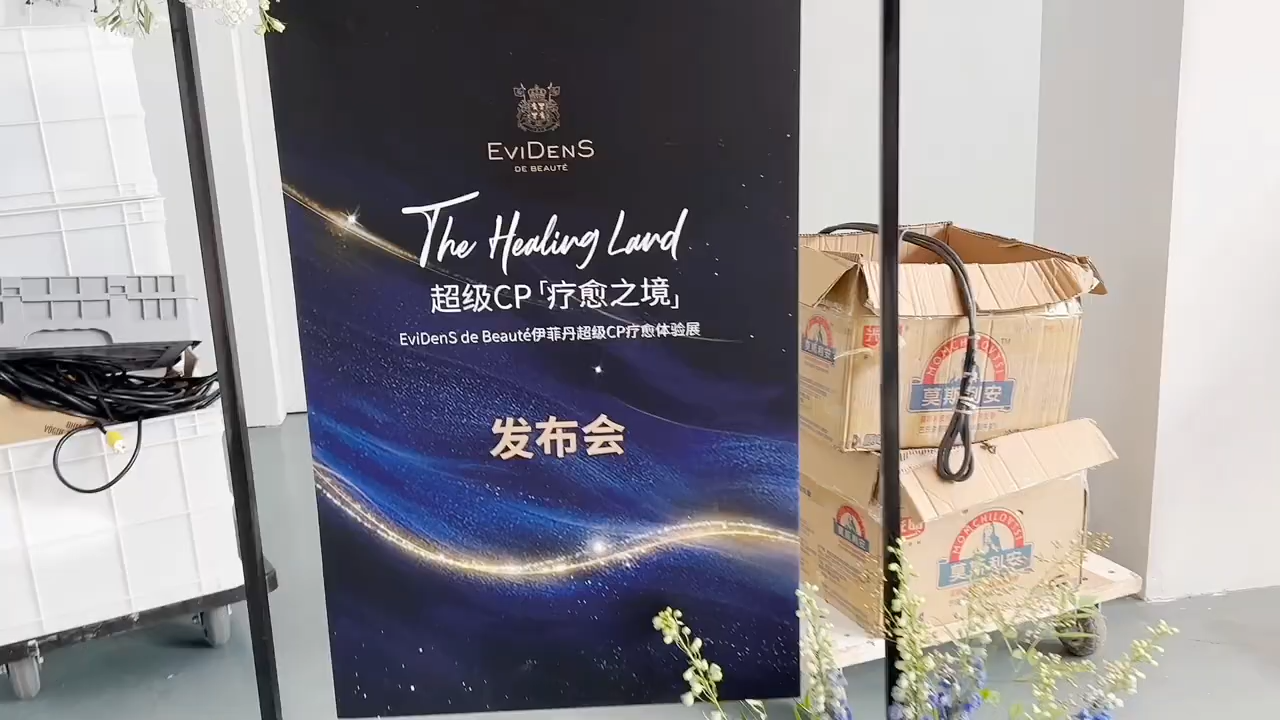 EVIDENS
DE BEAUTÉ
The Healing Land
超级CP「疗愈之境」
EviDenS de Beauté伊菲丹超级CP疗愈体验展
发布会
MOMCHILOVTSI
莫斯利安
MOMCHILOVTSI
莫斯利安